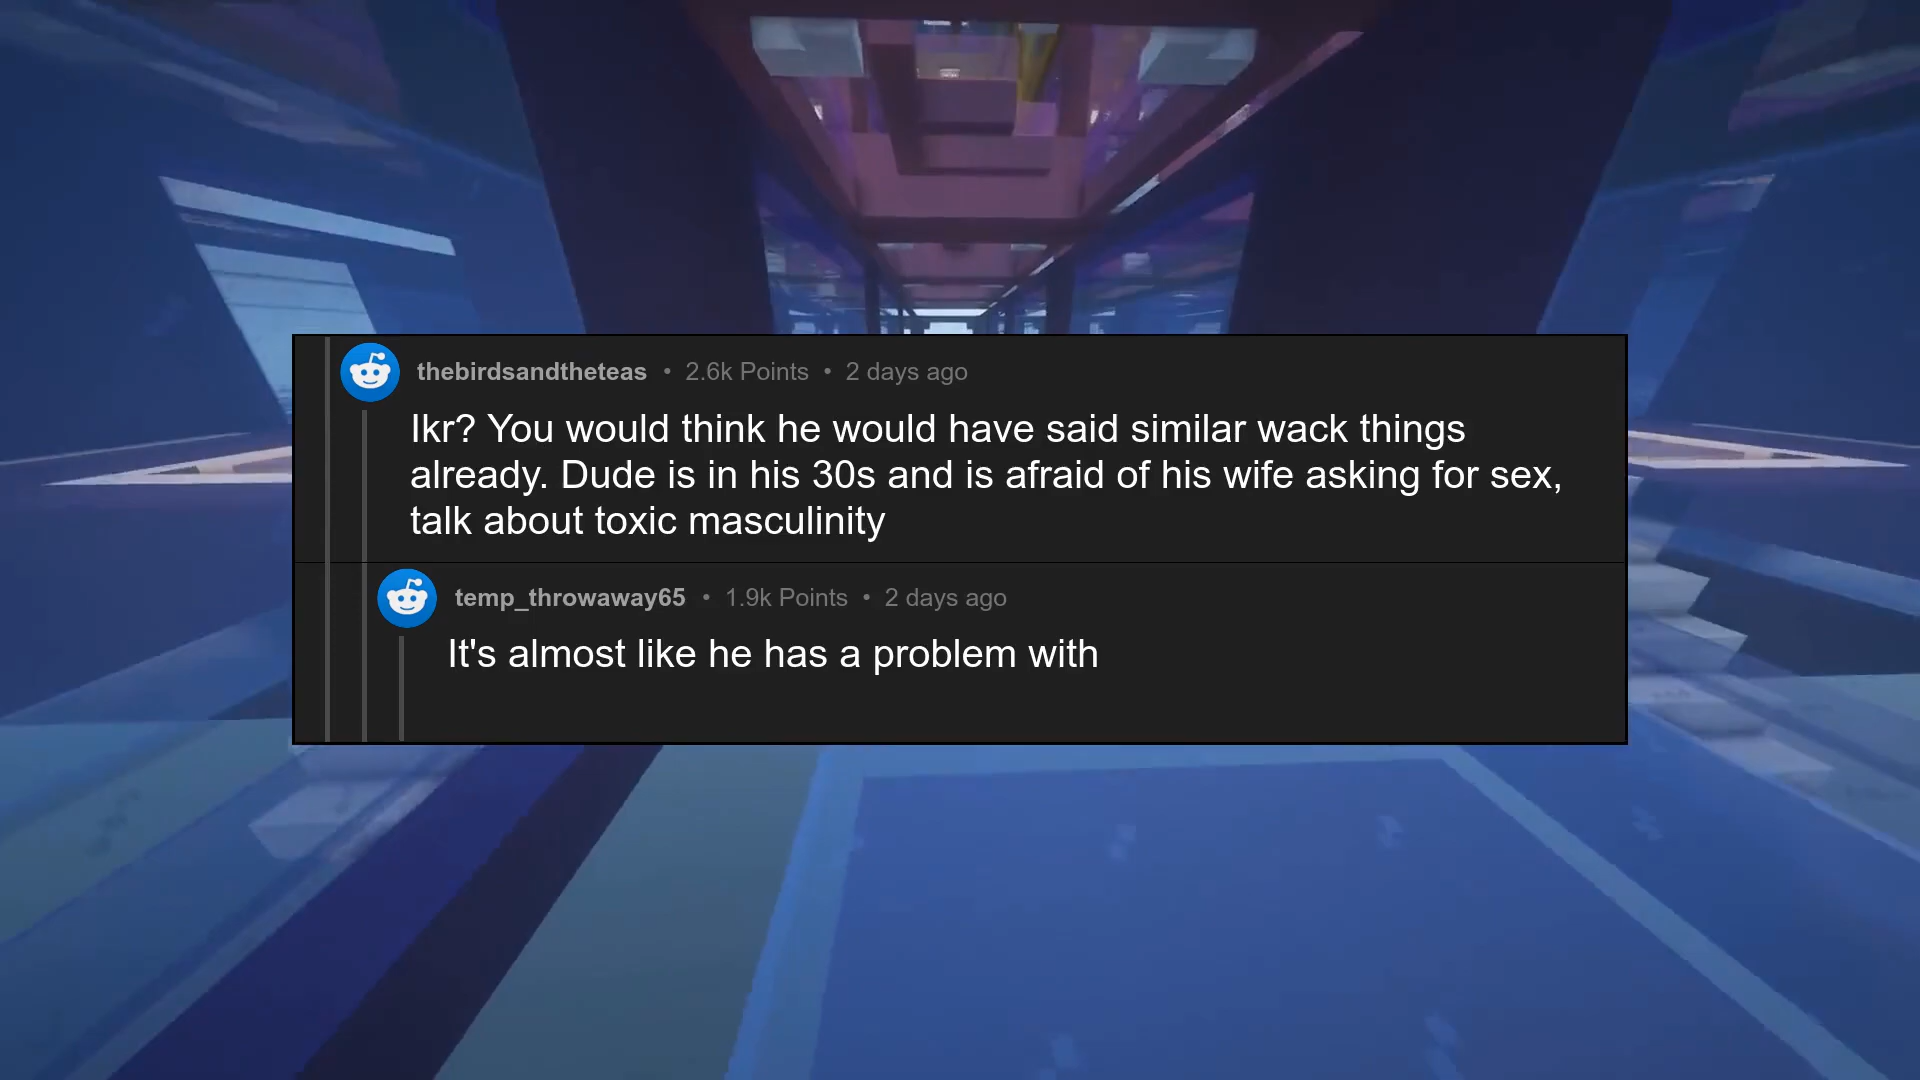 thebirdsandtheteas • 2.6k Points • 2 days ago
Ikr? You would think he would have said similar wack things
already. Dude is in his 30s and is afraid of his wife asking for sex,
talk about toxic masculinity
temp_throwaway65 • 1.9k Points • 2 days ago
It's almost like he has a problem with